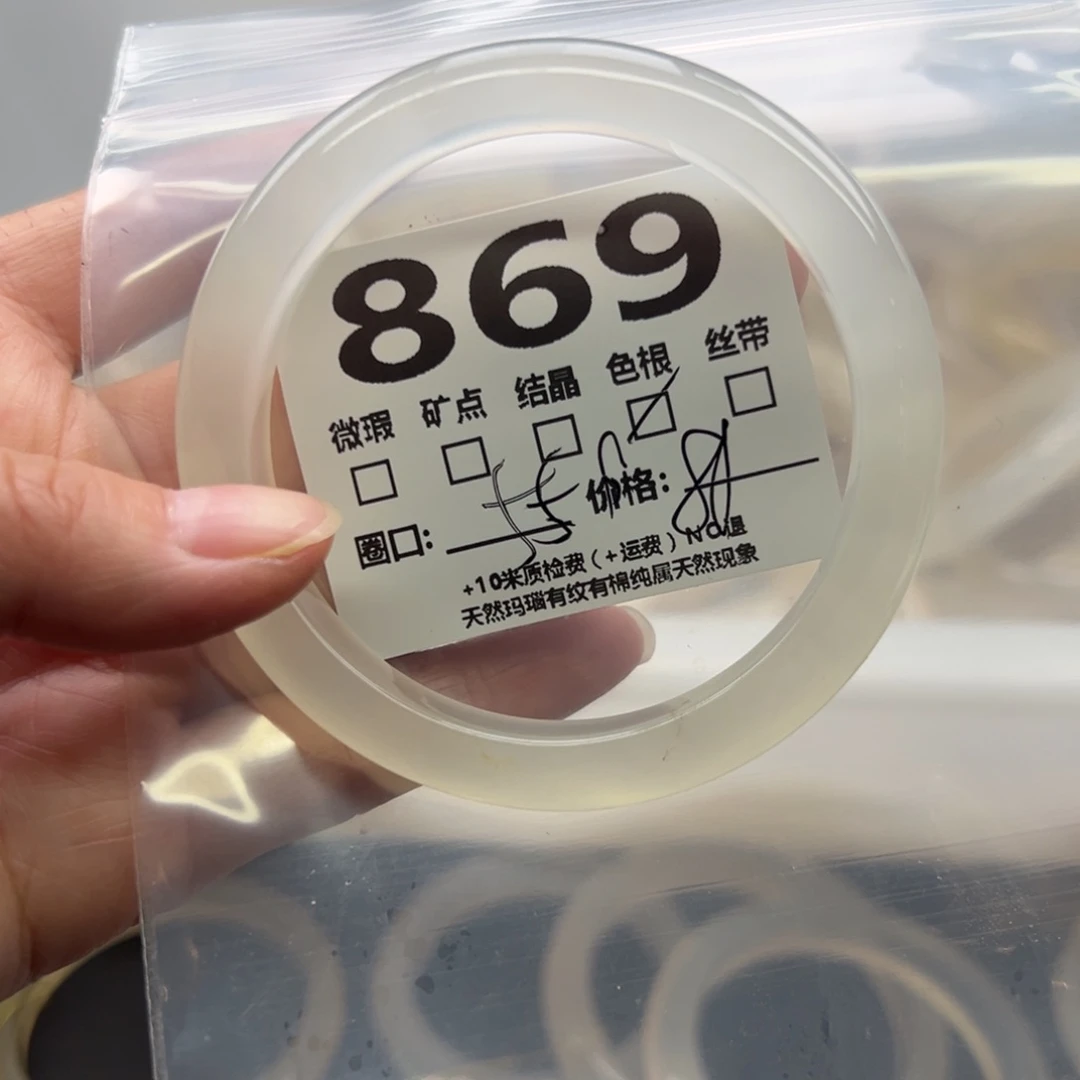 869
微瑕 矿点 结晶 色根 丝带
圈口: 价格:
+10米质检费(+运费)NO退
天然玛瑙有纹有棉纯属天然现象